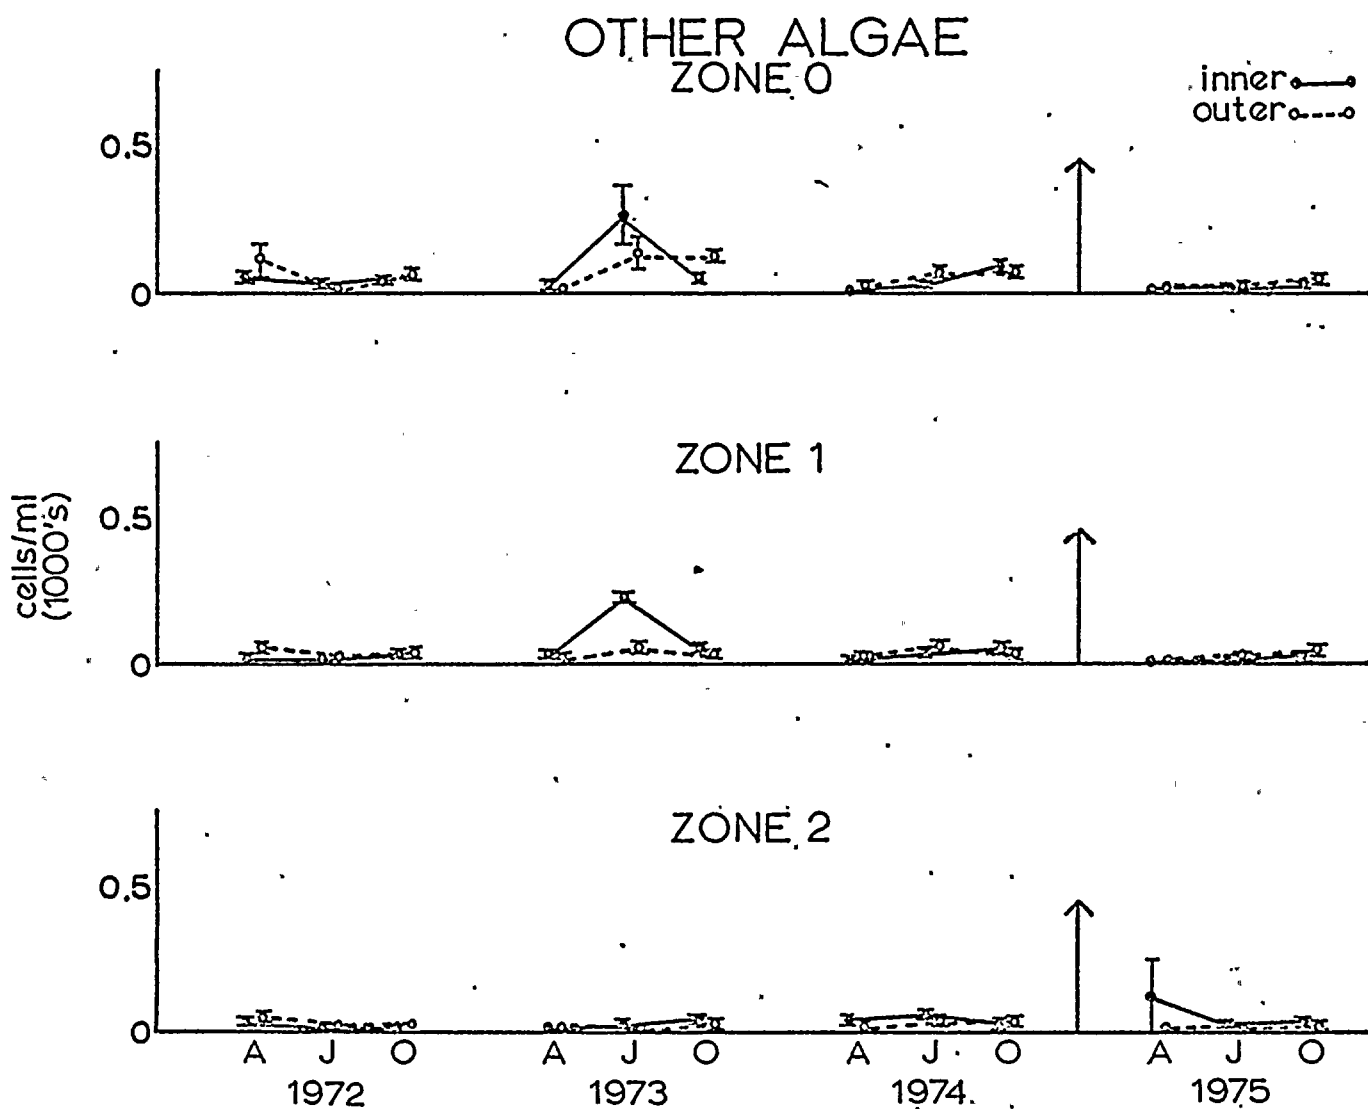 OTHER ALGAE
ZONE 0
inner
outer
0.5
0
ZONE 1
cells/ml
(1000's)
0.5
0
ZONE 2
0.5
0
A J O A J O A J O A J O
1972 1973 1974 1975